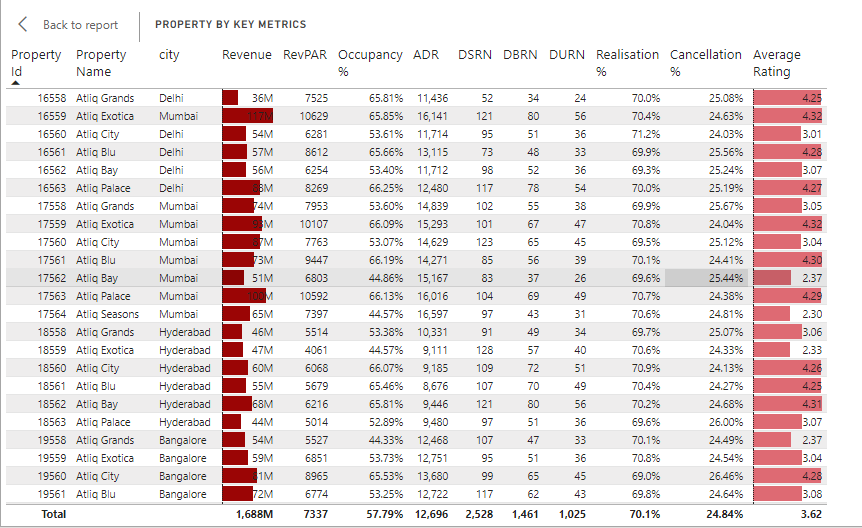 Back to report PROPERTY BY KEY METRICS
Property Property city Revenue RevPAR Occupancy ADR DSRN DBRN DURN Realisation Cancellation Average
Id Name % % % Rating
16558 Atliq Grands Delhi 36M 7525 65.81% 11,436 52 34 24 70.0% 25.08% 4.25
16559 Atliq Exotica Mumbai 117M 10629 65.85% 16,141 121 80 56 70.4% 24.63% 4.32
16560 Atliq City Delhi 54M 6281 53.61% 11,714 95 51 36 71.2% 24.03% 3.01
16561 Atliq Blu Delhi 57M 8612 65.66% 13,115 73 48 33 69.9% 25.56% 4.28
16562 Atliq Bay Delhi 56M 6254 53.40% 11,712 98 52 36 69.3% 25.24% 3.07
16563 Atliq Palace Delhi 8269 66.25% 12,480 117 78 54 70.0% 25.19% 4.27
17558 Atliq Grands Mumbai 74M 7953 53.60% 14,839 102 55 38 69.9% 25.67% 3.05
17559 Atliq Exotica Mumbai 10107 66.09% 15,293 101 67 47 70.8% 24.04% 4.32
17560 Atliq City Mumbai 7763 53.07% 14,629 123 65 45 69.5% 25.12% 3.04
17561 Atliq Blu Mumbai 73M 9447 66.19% 14,271 85 56 39 70.1% 24.41% 4.30
17562 Atliq Bay Mumbai 51M 6803 44.86% 15,167 83 37 26 69.6% 25.44% 2.37
17563 Atliq Palace Mumbai 100M 10592 66.13% 16,016 104 69 49 70.7% 24.38% 4.29
17564 Atliq Seasons Mumbai 65M 7397 44.57% 16,597 97 43 31 70.6% 24.81% 2.30
18558 Atliq Grands Hyderabad 46M 5514 53.38% 10,331 91 49 34 69.7% 25.07% 3.06
18559 Atliq Exotica Hyderabad 47M 4061 44.57% 9,111 128 57 40 70.6% 24.33% 2.33
18560 Atliq City Hyderabad 60M 6068 66.07% 9,185 109 72 51 70.9% 24.13% 4.26
18561 Atliq Blu Hyderabad 55M 5679 65.46% 8,676 107 70 49 70.4% 24.27% 4.25
18562 Atliq Bay Hyderabad 68M 6216 65.81% 9,446 121 80 56 70.2% 24.68% 4.31
18563 Atliq Palace Hyderabad 44M 5014 52.89% 9,480 97 51 36 69.6% 26.00% 3.07
19558 Atliq Grands Bangalore 54M 5527 44.33% 12,468 107 47 33 70.1% 24.49% 2.37
19559 Atliq Exotica Bangalore 59M 6851 53.73% 12,751 95 51 36 70.8% 24.54% 3.04
19560 Atliq City Bangalore 8965 65.53% 13,680 99 65 45 69.0% 26.46% 4.28
19561 Atliq Blu Bangalore 72M 6774 53.25% 12,722 117 62 43 69.8% 24.64% 3.08
Total 1,688M 7337 57.79% 12,696 2,528 1,461 1,025 70.1% 24.84% 3.62